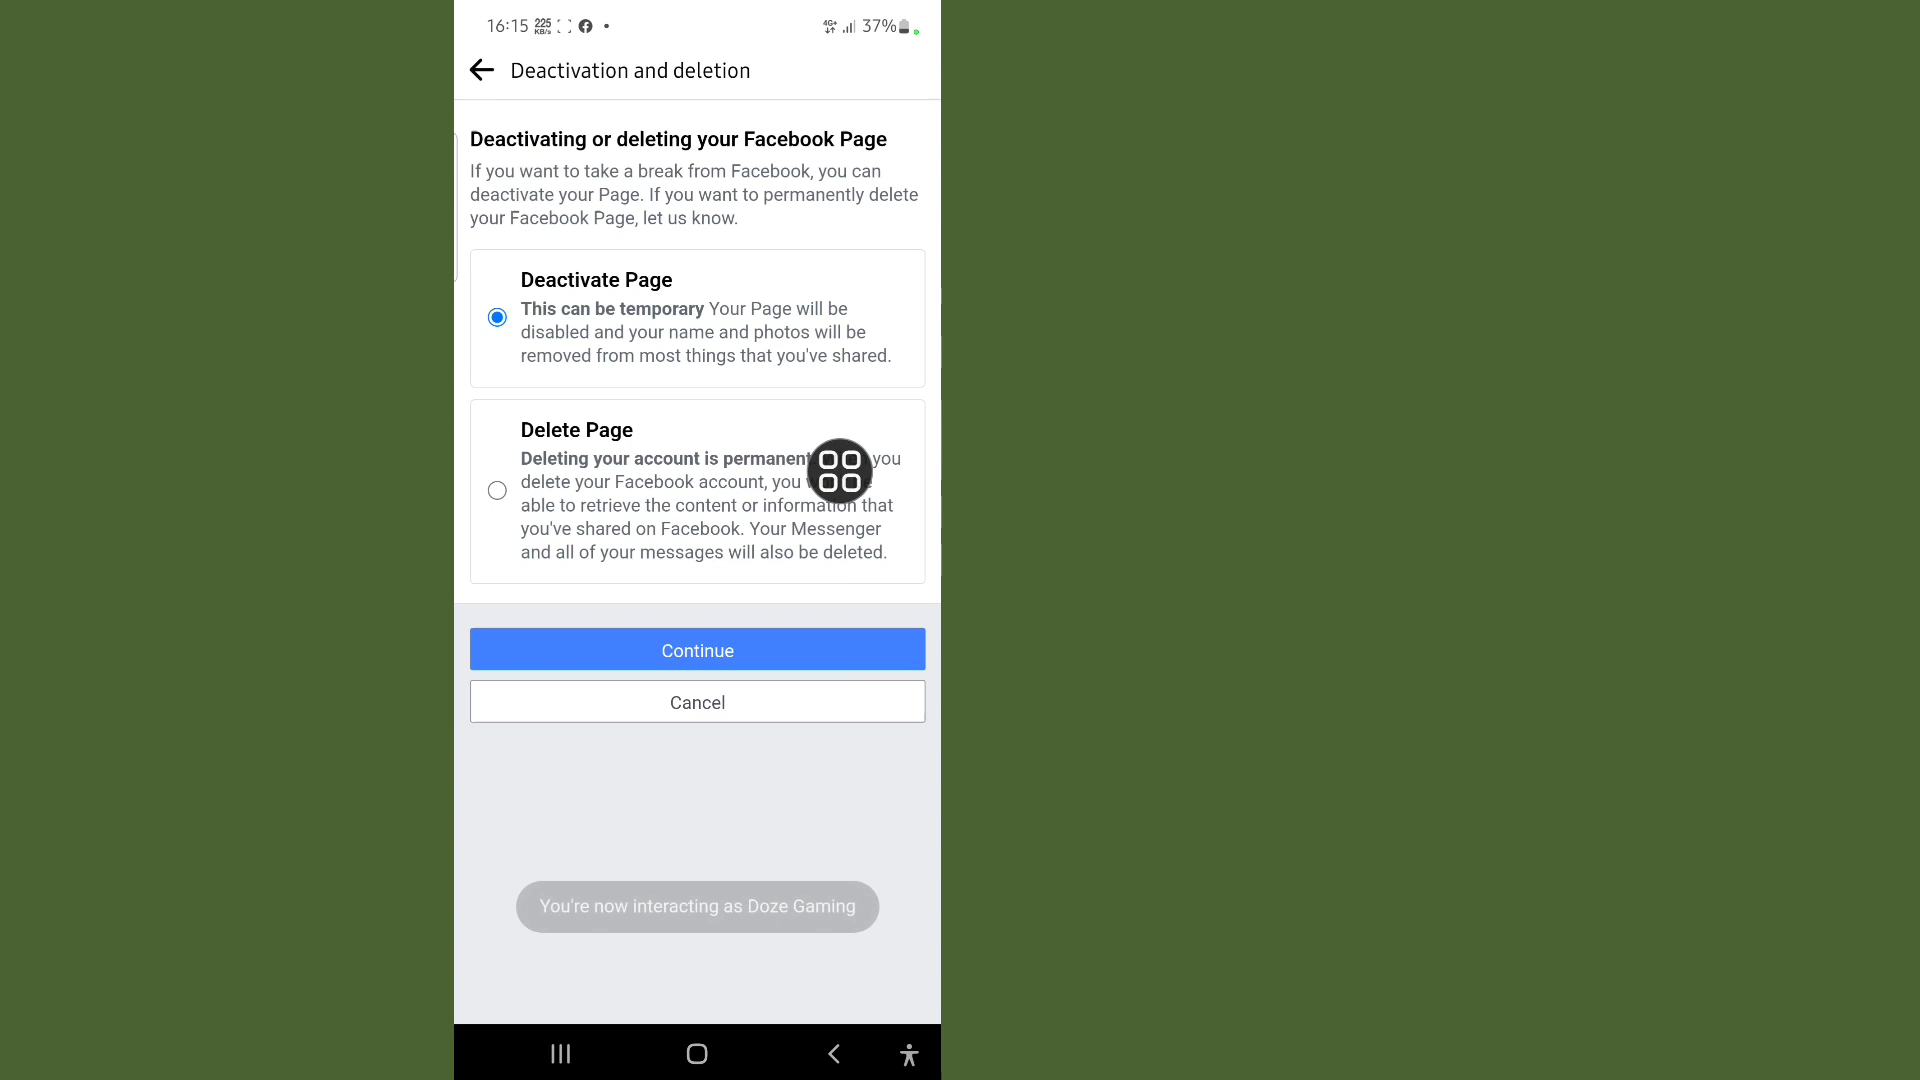 16:15 225 KB/s 4G+ 37%
Deactivation and deletion
Deactivating or deleting your Facebook Page
If you want to take a break from Facebook, you can
deactivate your Page. If you want to permanently delete
your Facebook Page, let us know.
Deactivate Page
This can be temporary Your Page will be
disabled and your name and photos will be
removed from most things that you've shared.
Delete Page
Deleting your account is permanent you
delete your Facebook account, you
able to retrieve the content or information that
you've shared on Facebook. Your Messenger
and all of your messages will also be deleted.
Continue
Cancel
You're now interacting as Doze Gaming